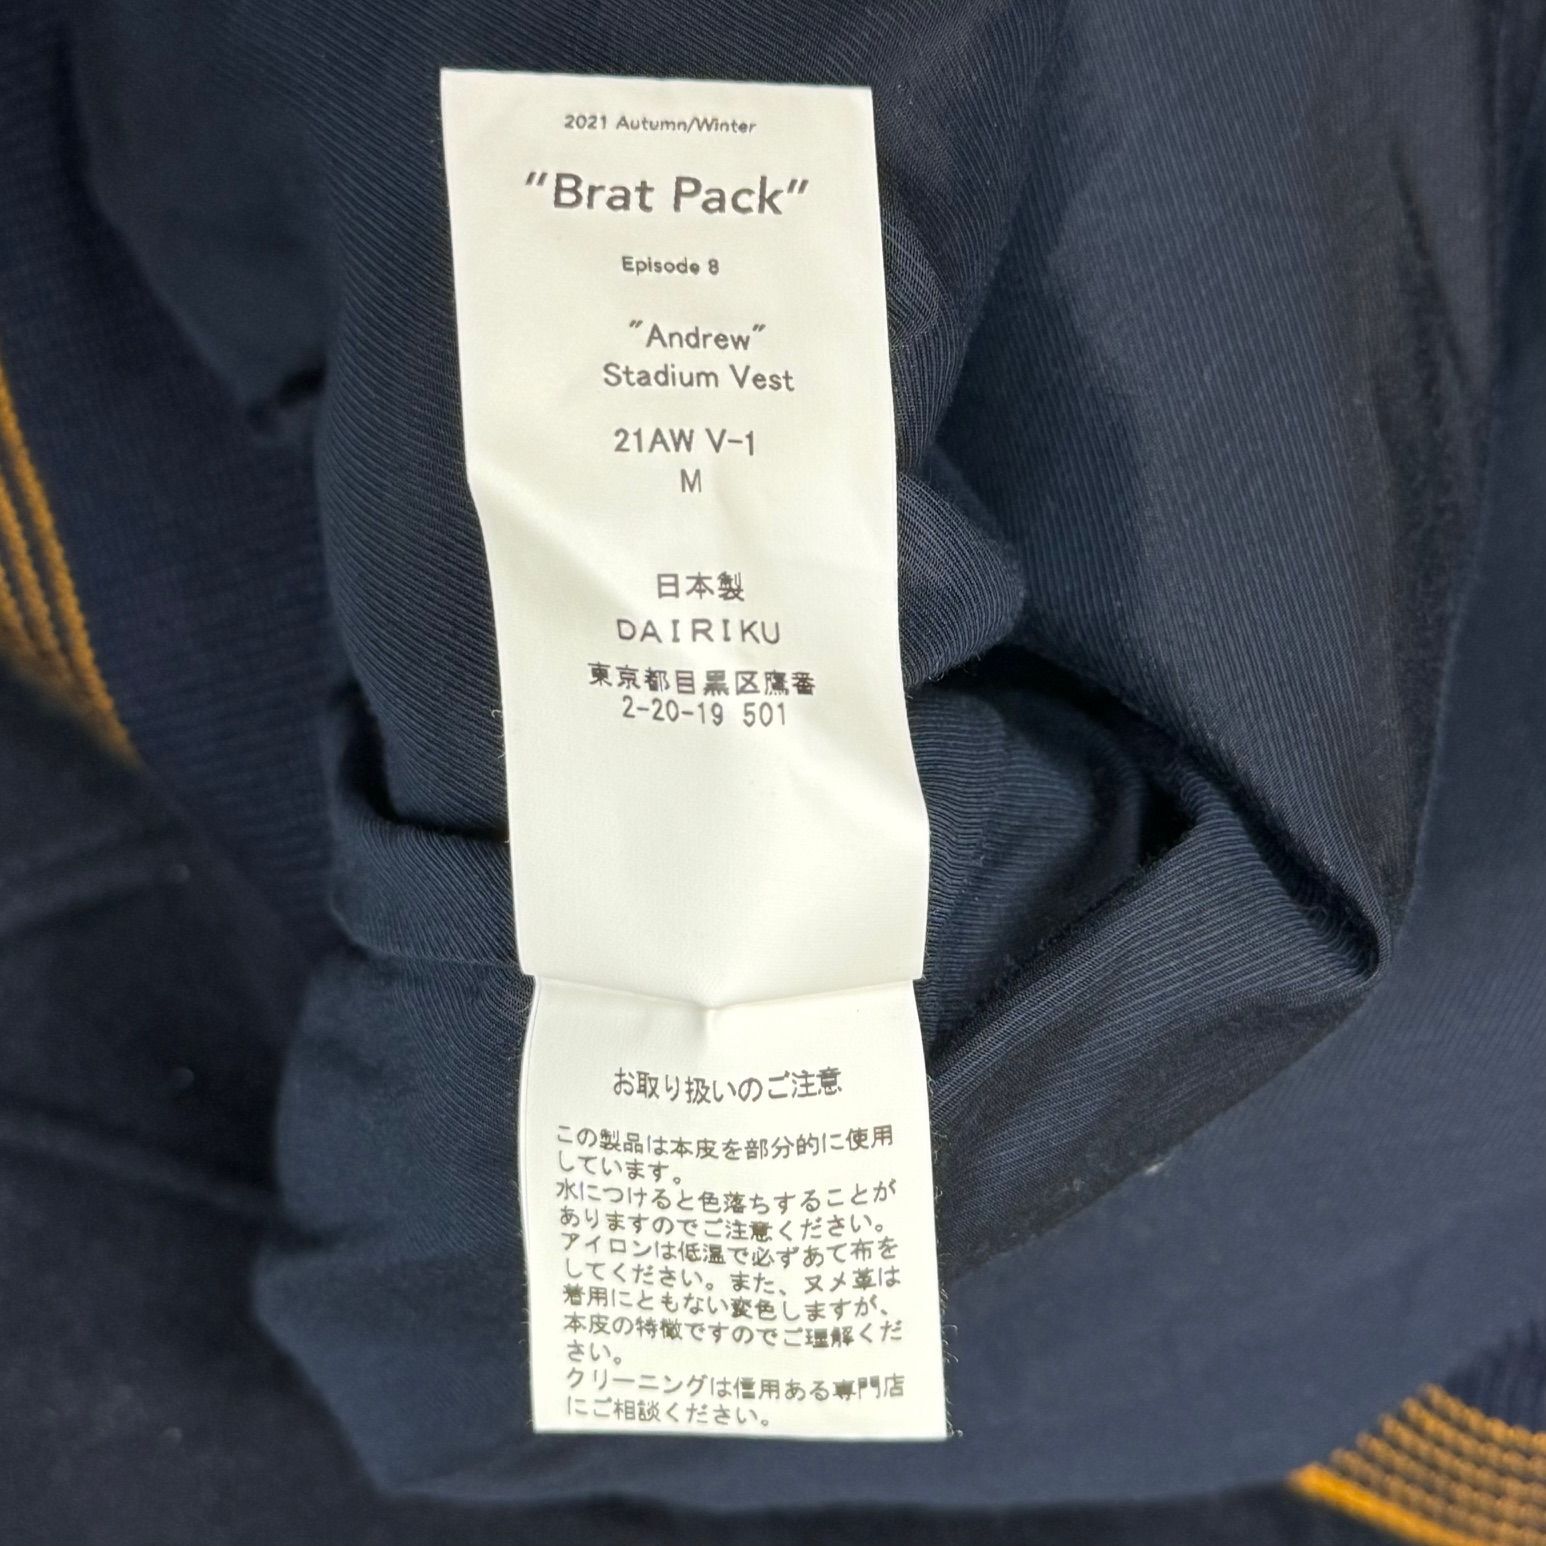 2021 Autumn/Winter
"Brat Pack"
Episode 8
"Andrew"
Stadium Vest
21AW V-1
M
日本製
DAIRIKU
東京都目黒区鷹番
2-20-19 501
お取り扱いのご注意
この製品は本皮を部分的に使用
しています。
水につけると色落ちすることが
ありますのでご注意ください。
アイロンは低温で必ずあて布を
してください。また、ヌメ革は
着用にともない変色しますが、
本皮の特徴ですのでご理解くだ
さい。
クリーニングは信用ある専門店
にご相談ください。